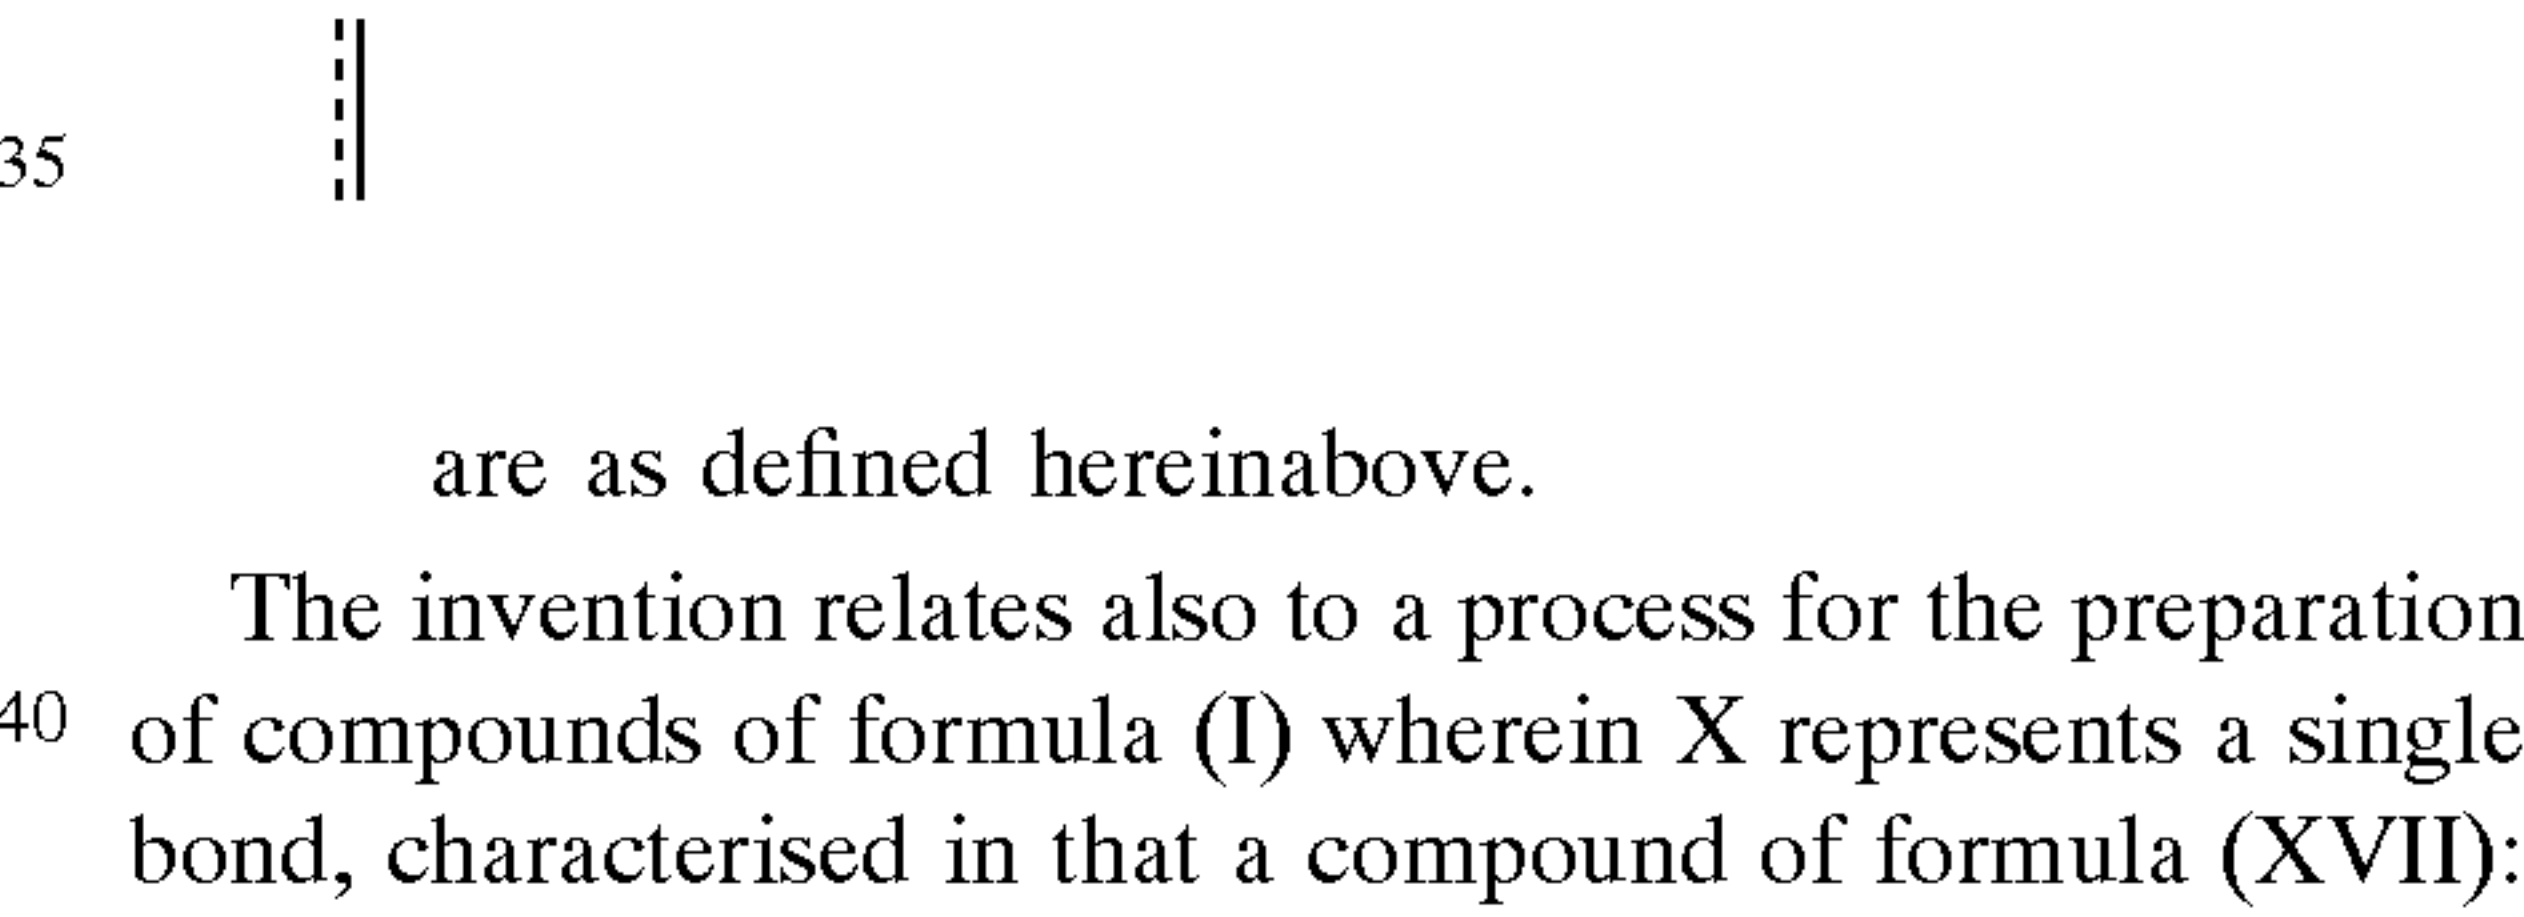 35
are as defined hereinabove.
The invention relates also to a process for the preparation
40 of compounds of formula (I) wherein X represents a single
bond, characterised in that a compound of formula (XVII):